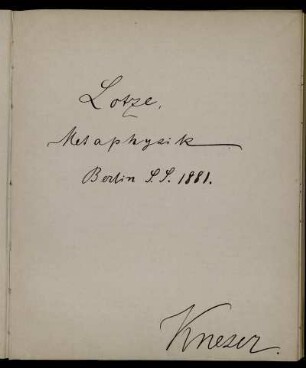 Lotze.
Metaphysik
Berlin S.S. 1881.
Kneser.